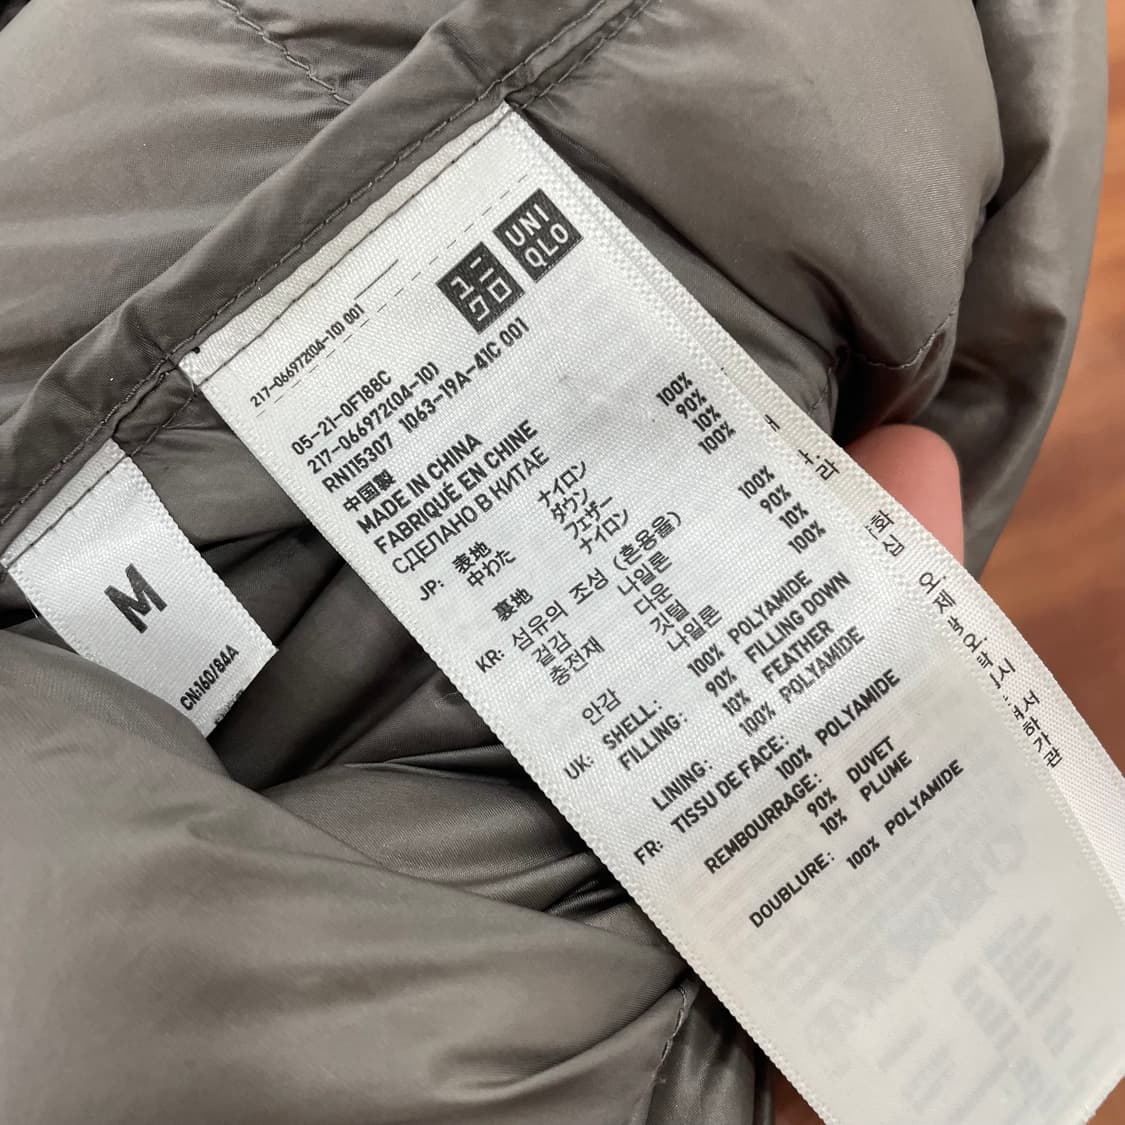 ユニ
クロ
UNI
QLO
217-066972(04-10) 001
05-21-0F188C
217-066972(04-10)
RN115307 1063-19A-41C 001
中国製
MADE IN CHINA
FABRIQUÉ EN CHINE
СДЕЛАНО В КИТАЕ
JP: 表地 ナイロン 100%
中わた ダウン 90%
フェザー 10%
裏地 ナイロン 100%
KR: 섬유의 조성 (혼용율)
겉감 나일론 100%
충전재 다운 90%
깃털 10%
안감 나일론 100%
UK: SHELL: 100% POLYAMIDE
FILLING: 90% FILLING DOWN
10% FEATHER
LINING: 100% POLYAMIDE
FR: TISSU DE FACE: 100% POLYAMIDE
REMBOURRAGE: 90% DUVET
10% PLUME
DOUBLURE: 100% POLYAMIDE
M
CN:160/84A